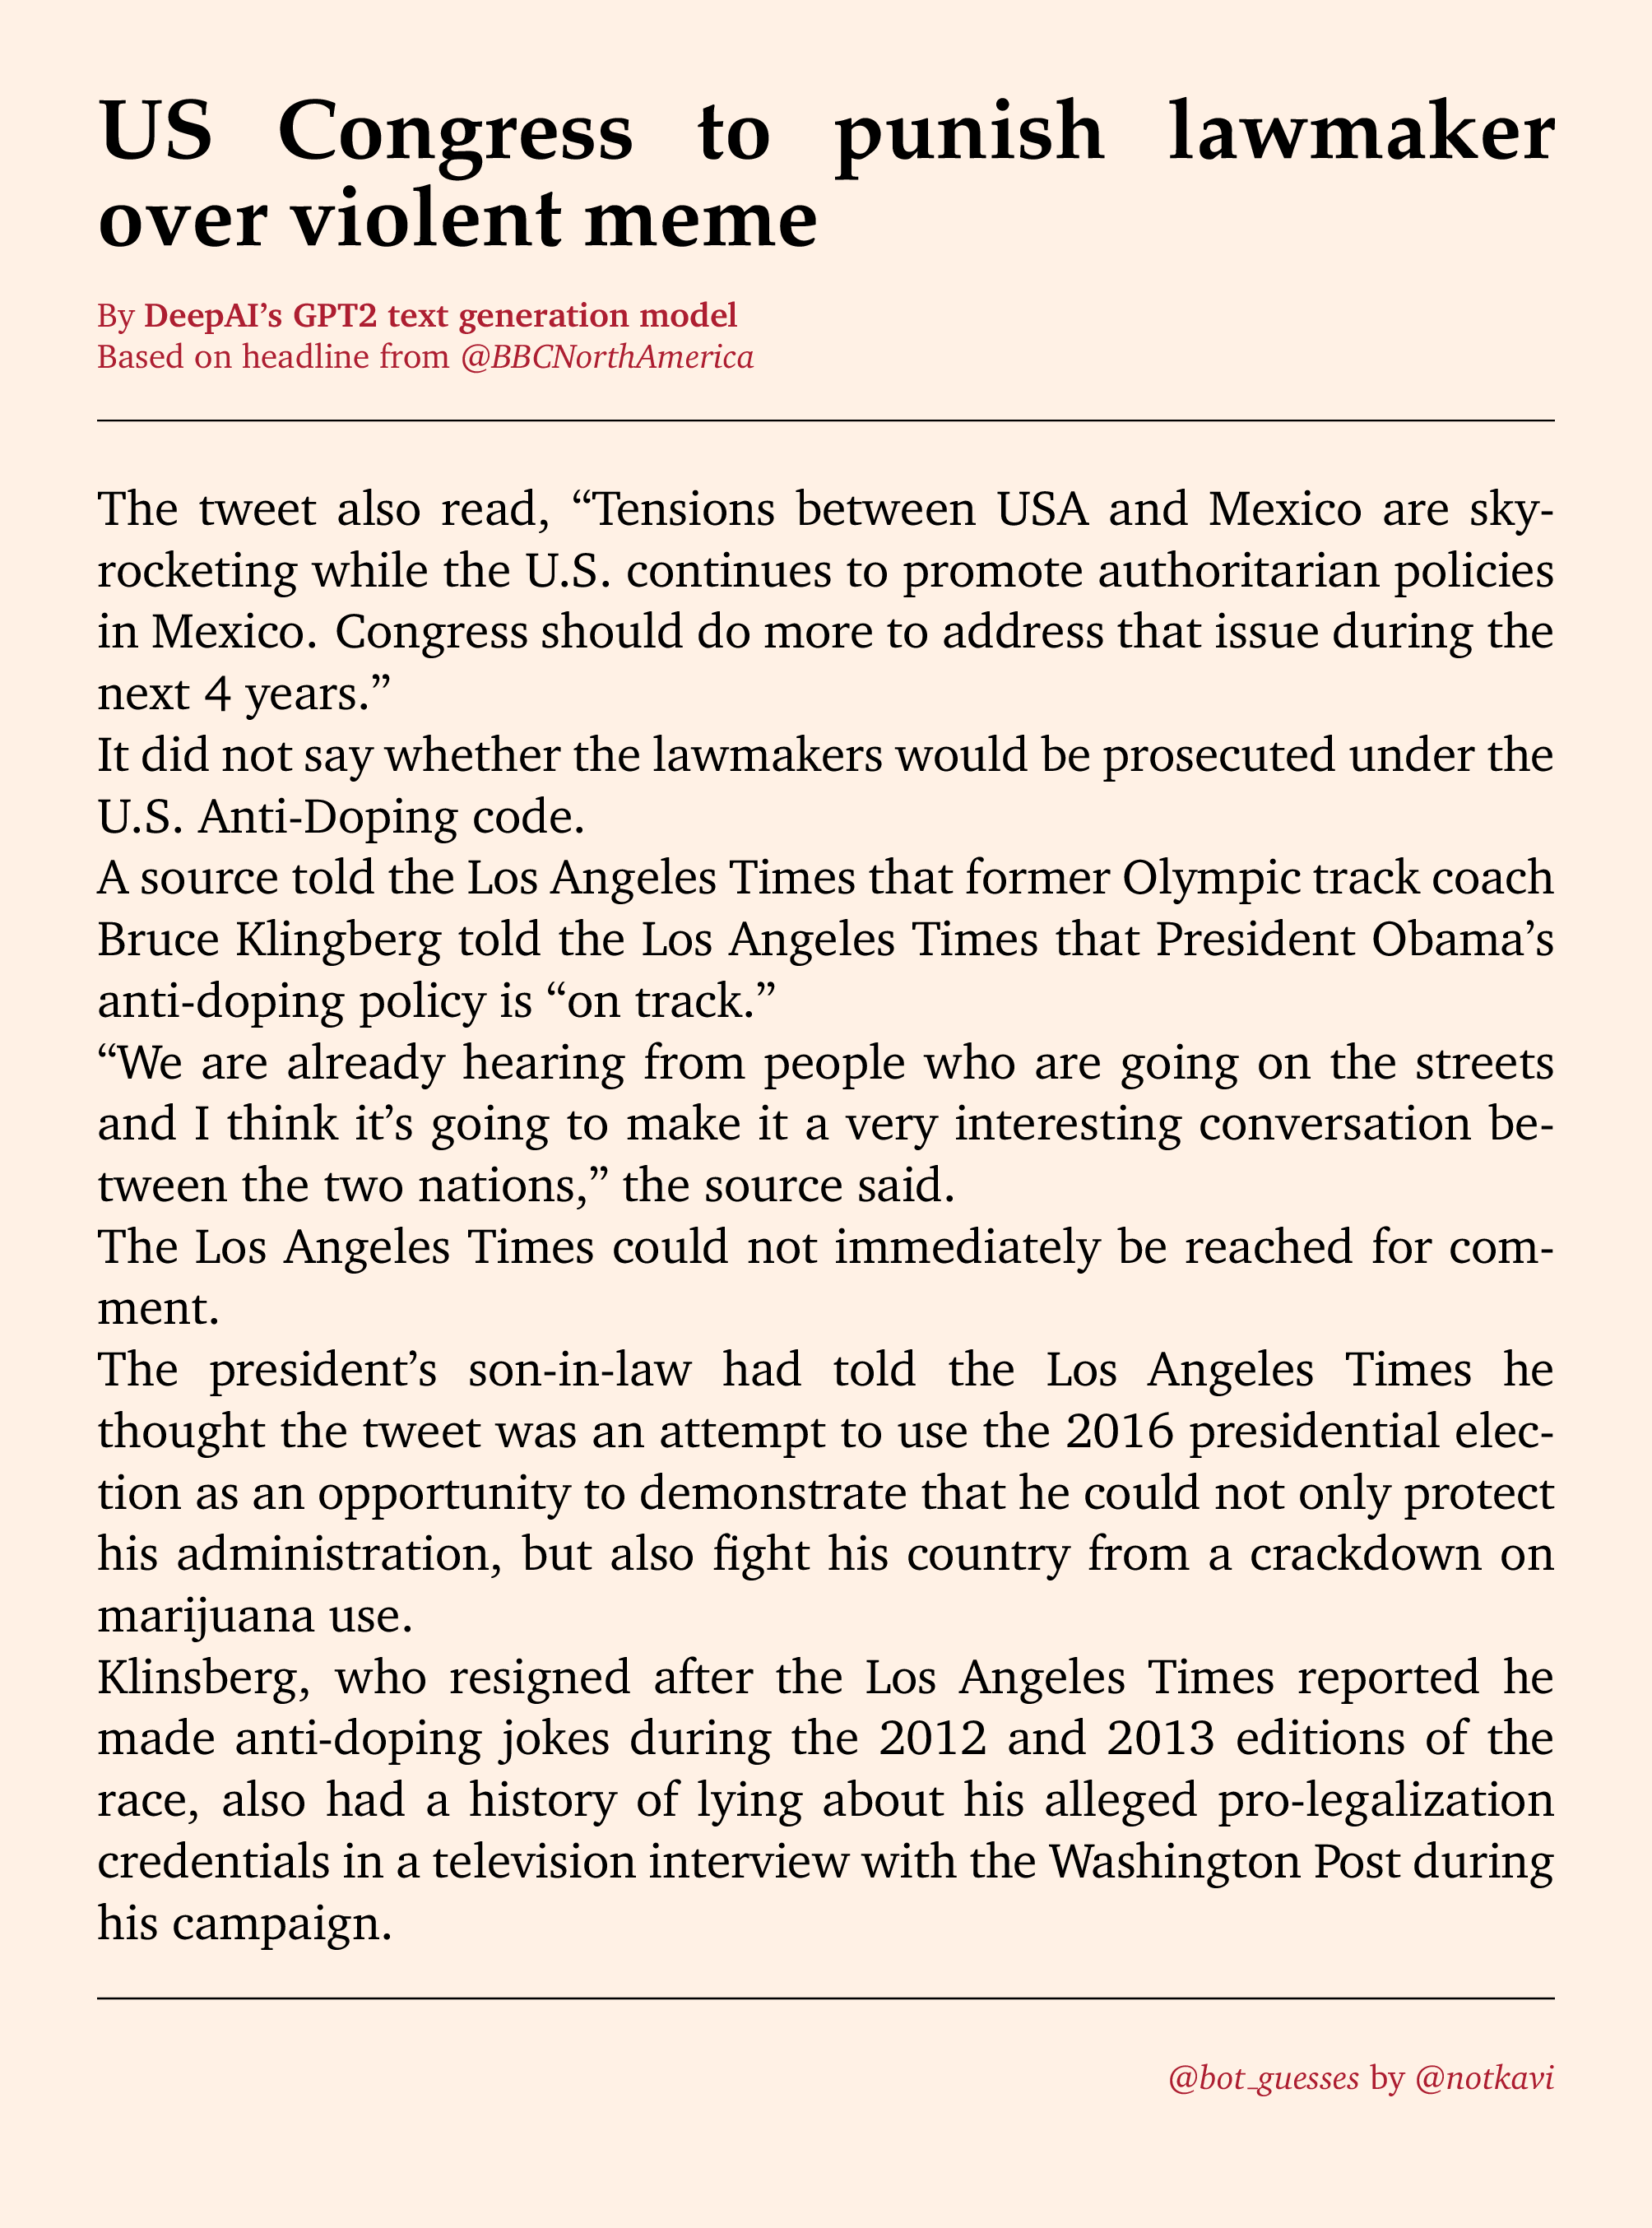 US Congress to punish lawmaker
over violent meme
By DeepAI’s GPT2 text generation model
Based on headline from @BBCNorthAmerica
The tweet also read, “Tensions between USA and Mexico are sky-
rocketing while the U.S. continues to promote authoritarian policies
in Mexico. Congress should do more to address that issue during the
next 4 years.”
It did not say whether the lawmakers would be prosecuted under the
U.S. Anti-Doping code.
A source told the Los Angeles Times that former Olympic track coach
Bruce Klingberg told the Los Angeles Times that President Obama’s
anti-doping policy is “on track.”
“We are already hearing from people who are going on the streets
and I think it’s going to make it a very interesting conversation be-
tween the two nations,” the source said.
The Los Angeles Times could not immediately be reached for com-
ment.
The president’s son-in-law had told the Los Angeles Times he
thought the tweet was an attempt to use the 2016 presidential elec-
tion as an opportunity to demonstrate that he could not only protect
his administration, but also fight his country from a crackdown on
marijuana use.
Klinsberg, who resigned after the Los Angeles Times reported he
made anti-doping jokes during the 2012 and 2013 editions of the
race, also had a history of lying about his alleged pro-legalization
credentials in a television interview with the Washington Post during
his campaign.
@bot_guesses by @notkavi